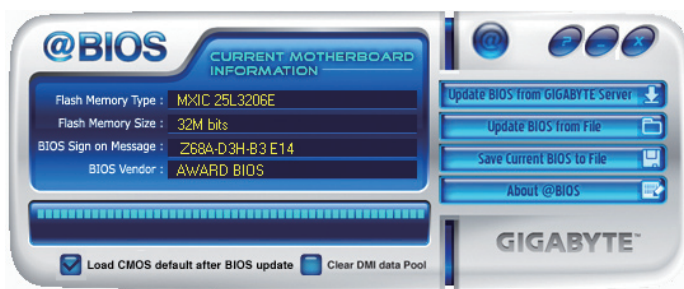 @BIOS
CURRENT MOTHERBOARD
INFORMATION
Flash Memory Type : MXIC 25L3206E
Flash Memory Size : 32M bits
BIOS Sign on Message : Z68A-D3H-B3 E14
BIOS Vendor : AWARD BIOS
Load CMOS default after BIOS update
Clear DMI data Pool
@
? _ X
Update BIOS from GIGABYTE Server
Update BIOS from File
Save Current BIOS to File
About @BIOS
GIGABYTE™